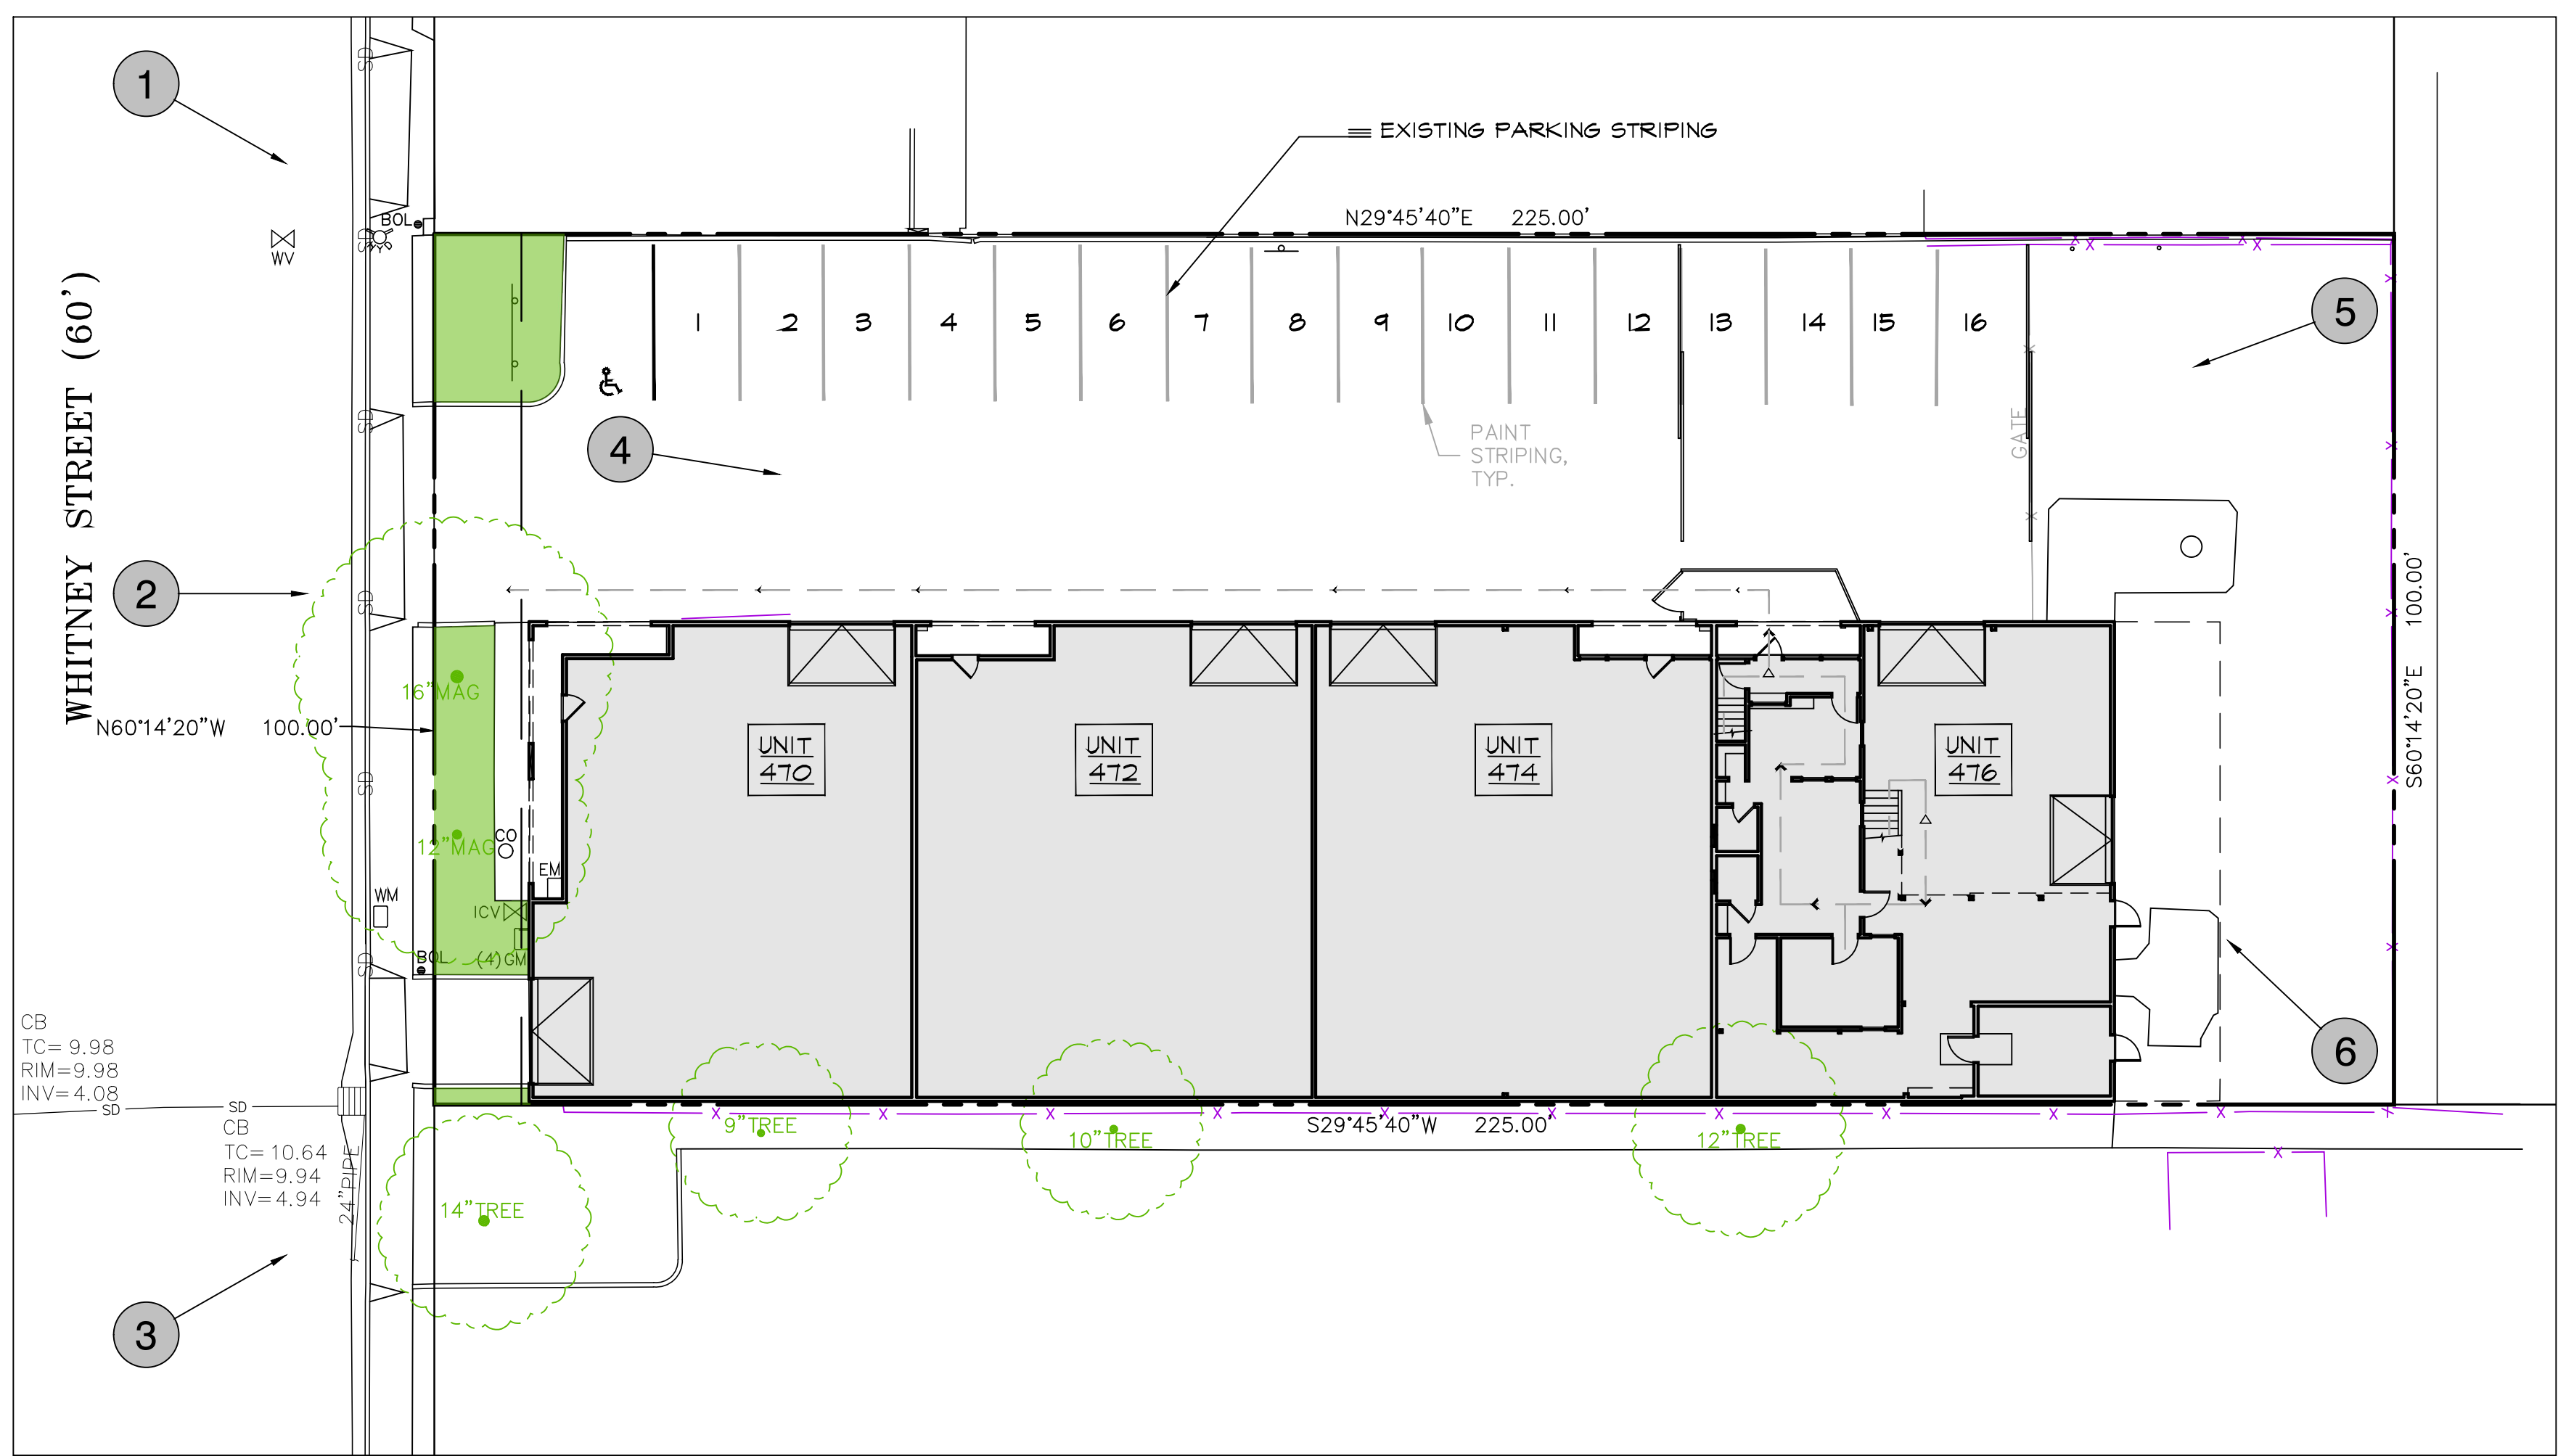 1
SD
EXISTING PARKING STRIPING
N29°45'40"E 225.00'
BOL
SD
WV
WHITNEY STREET (60')
5
1 2 3 4 5 6 7 8 9 10 11 12 13 14 15 16
SD
4
PAINT
STRIPING,
TYP.
GATE
2
SD
S60°14'20"E 100.00'
16"MAG
N60°14'20"W 100.00'
UNIT
470
UNIT
472
UNIT
474
UNIT
476
SD
12"MAG
CO
EM
WM
ICV
BOL
(4)GM
SD
CB
TC= 9.98
RIM=9.98
INV=4.08
SD
SD
CB
TC= 10.64
RIM=9.94
INV=4.94
24"PIPE
6
9"TREE
10"TREE
S29°45'40"W 225.00'
12"TREE
14"TREE
3